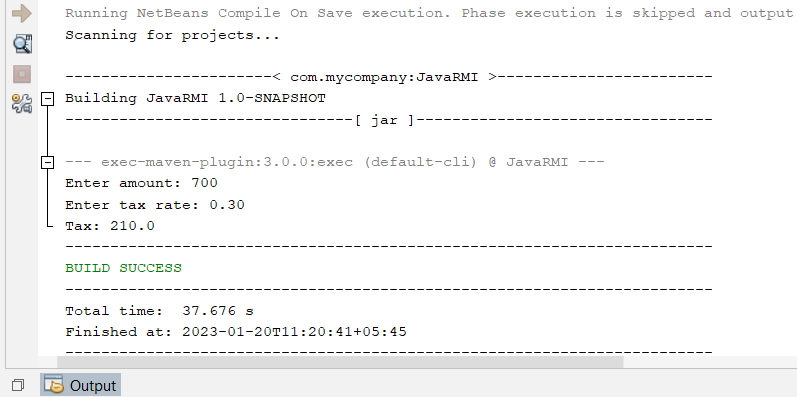 Running NetBeans Compile On Save execution. Phase execution is skipped and output
Scanning for projects...
-----------------------< com.mycompany:JavaRMI >------------------------
Building JavaRMI 1.0-SNAPSHOT
--------------------------------[ jar ]---------------------------------
--- exec-maven-plugin:3.0.0:exec (default-cli) @ JavaRMI ---
Enter amount: 700
Enter tax rate: 0.30
Tax: 210.0
------------------------------------------------------------------------
BUILD SUCCESS
------------------------------------------------------------------------
Total time:  37.676 s
Finished at: 2023-01-20T11:20:41+05:45
------------------------------------------------------------------------
Output